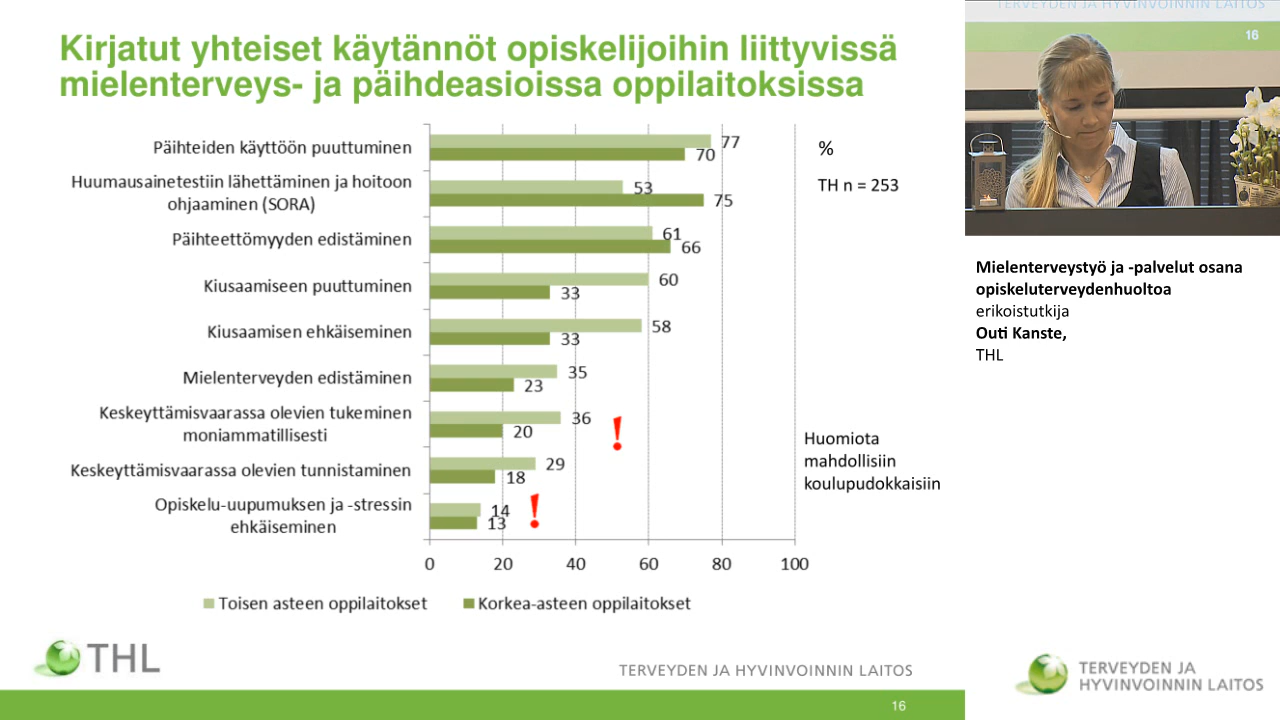 Kirjatut yhteiset käytännöt opiskelijoihin liittyvissä
mielenterveys- ja päihdeasioissa oppilaitoksissa
Päihteiden käyttöön puuttuminen
77
70
Huumausainetestiin lähettäminen ja hoitoon
ohjaaminen (SORA)
53
75
Päihteettömyyden edistäminen
61
66
Kiusaamiseen puuttuminen
60
33
Kiusaamisen ehkäiseminen
58
33
Mielenterveyden edistäminen
35
23
Keskeyttämisvaarassa olevien tukeminen
moniammatillisesti
36
20
!
Keskeyttämisvaarassa olevien tunnistaminen
29
18
Opiskelu-uupumuksen ja -stressin
ehkäiseminen
14
13
!
0 20 40 60 80 100
Toisen asteen oppilaitokset Korkea-asteen oppilaitokset
%
TH n = 253
Huomiota
mahdollisiin
koulupudokkaisiin
THL
TERVEYDEN JA HYVINVOINNIN LAITOS
16
TERVEYDEN JA HYVINVOINNIN LAITOS
16
Mielenterveystyö ja -palvelut osana
opiskeluterveydenhuoltoa
erikoistutkija
Outi Kanste,
THL
TERVEYDEN JA
HYVINVOINNIN LAITOS